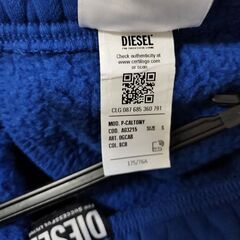 DIESEL
Check authenticity at
www.certilogo.com
or scan
CLG 087 685 360 791
MOD. P-CALTOWY
COD. A03215 SIZE S
ART. 0GCAB
COL. 8CR
175/76A
DIESEL